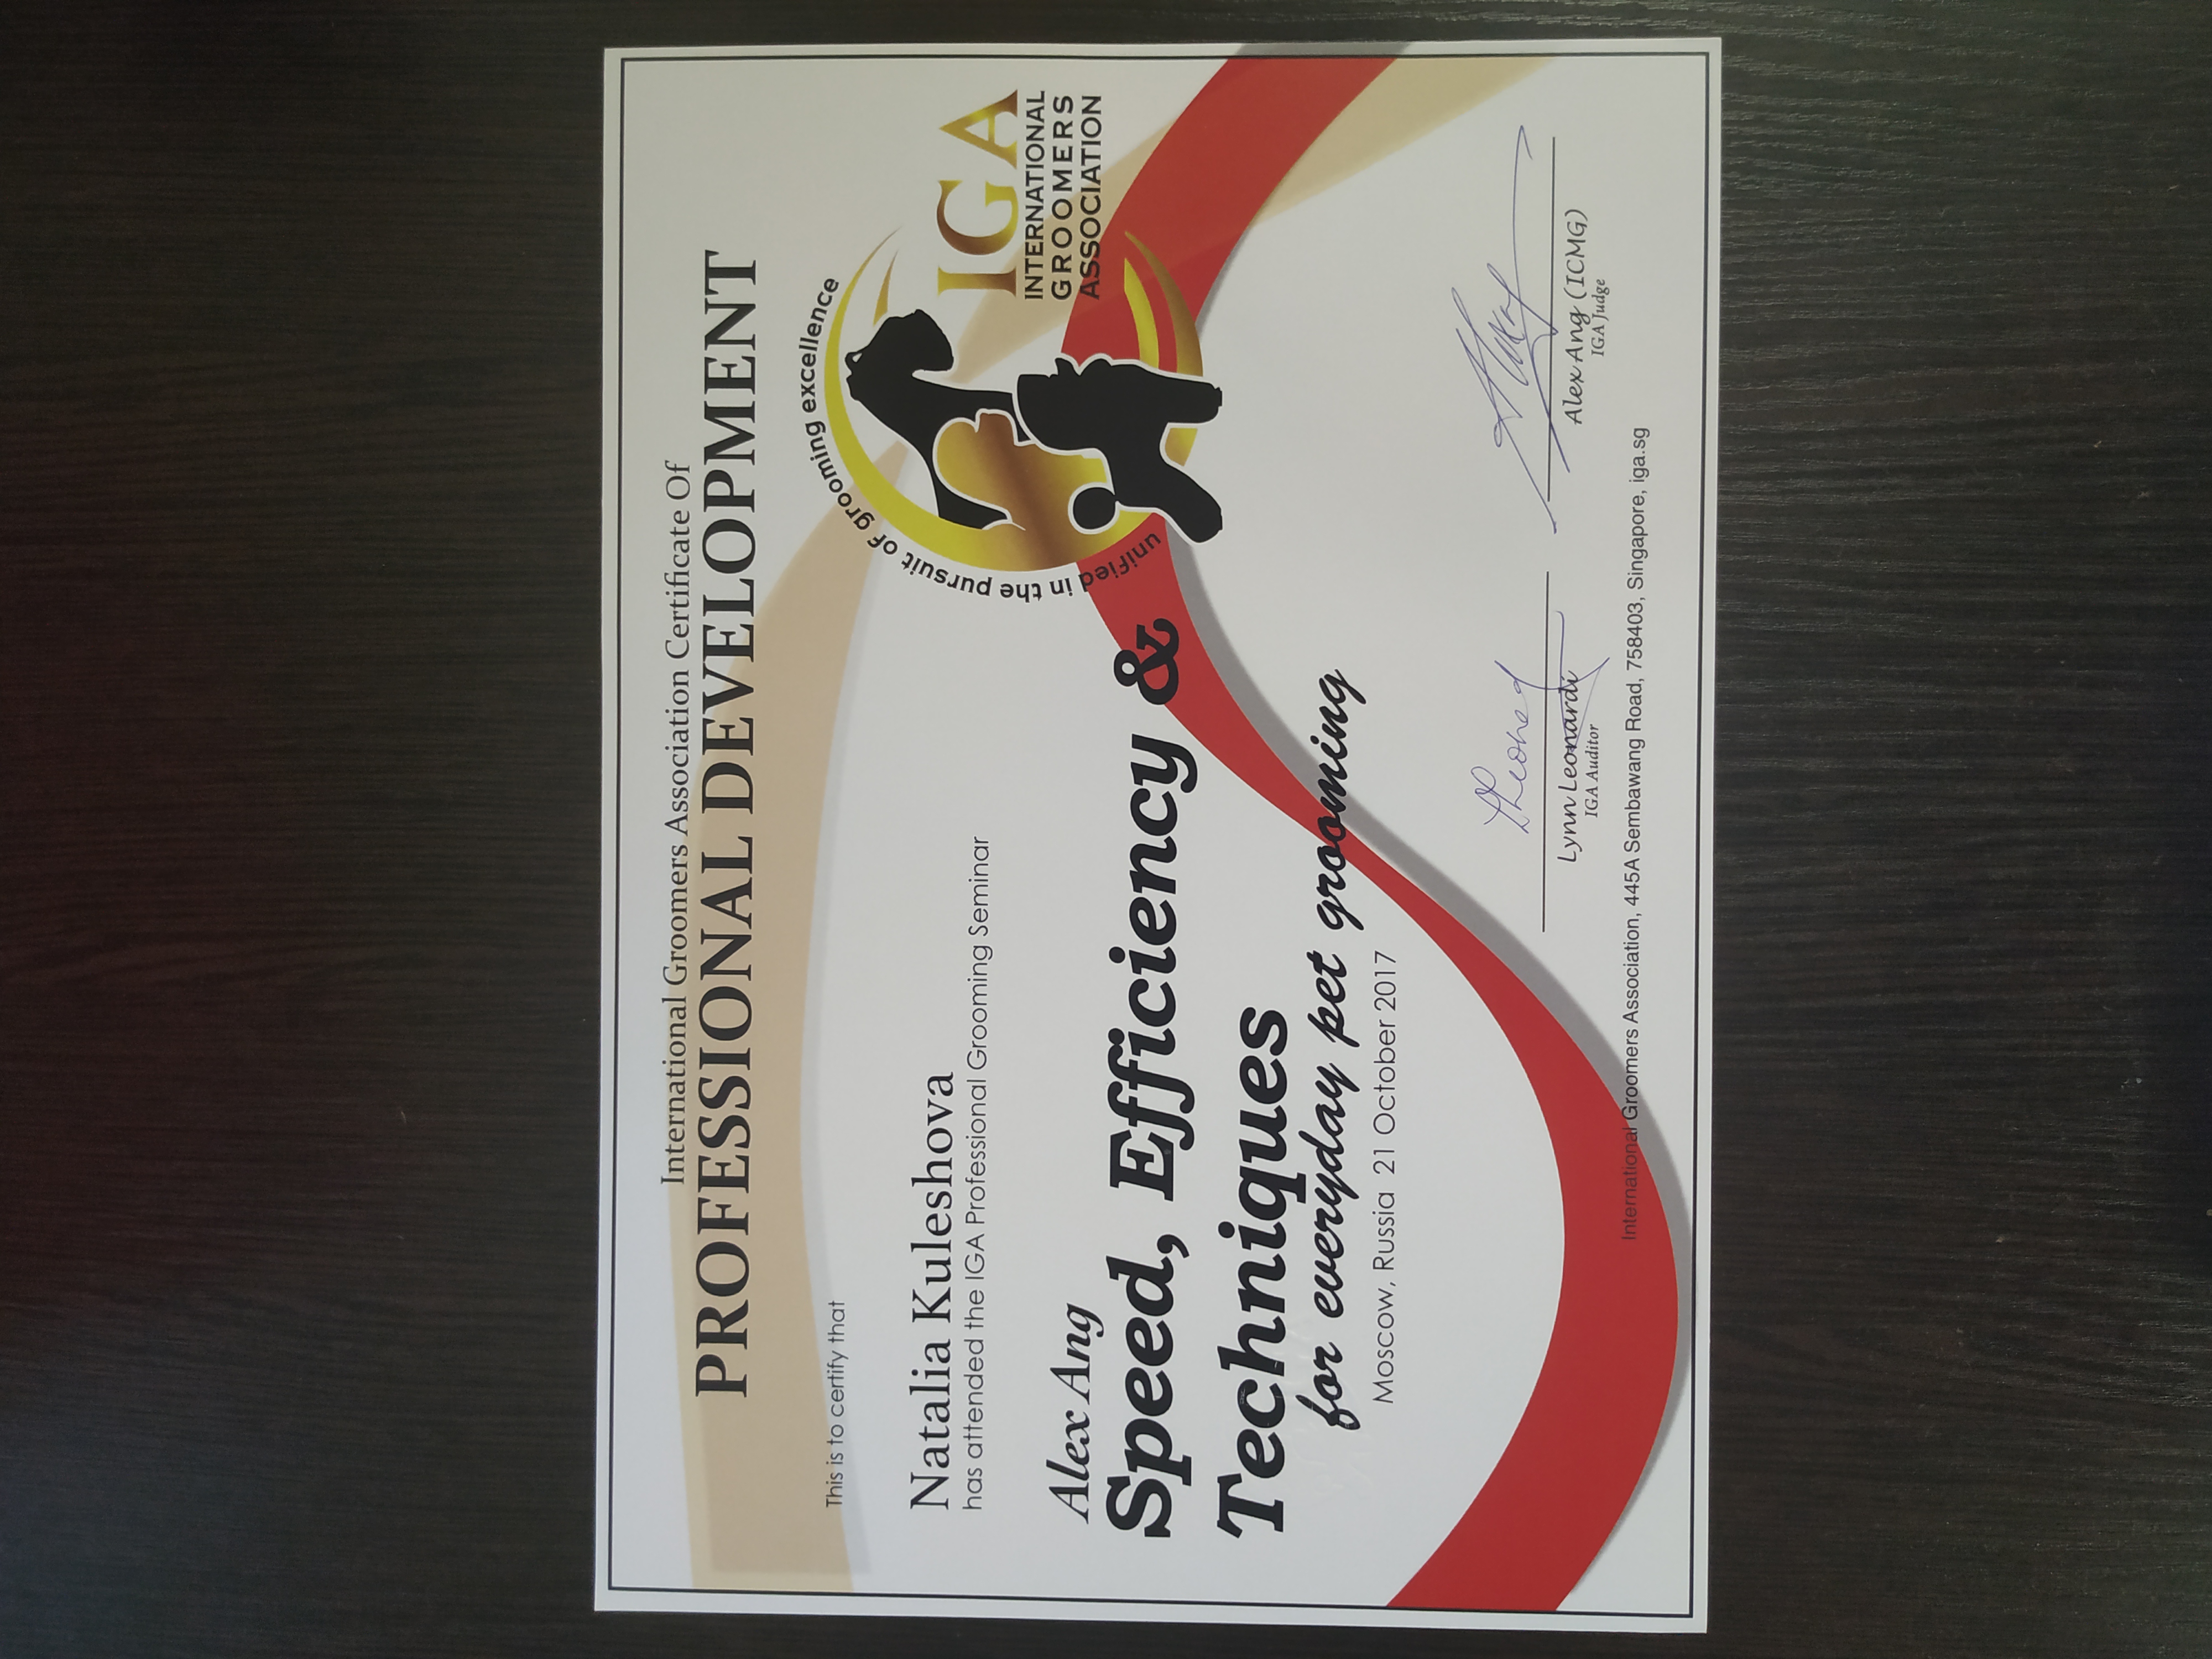 International Groomers Association Certificate Of
PROFESSIONAL DEVELOPMENT
This is to certify that
Natalia Kuleshova
has attended the IGA Professional Grooming Seminar
Alex Ang
Speed, Efficiency &
Techniques
for everyday pet grooming
Moscow, Russia 21 October 2017
unified in the pursuit of grooming excellence
IGA
INTERNATIONAL
GROOMERS
ASSOCIATION
Lynn Leonardi
IGA Auditor
Alex Ang (ICMG)
IGA Judge
International Groomers Association, 445A Sembawang Road, 758403, Singapore, iga.sg